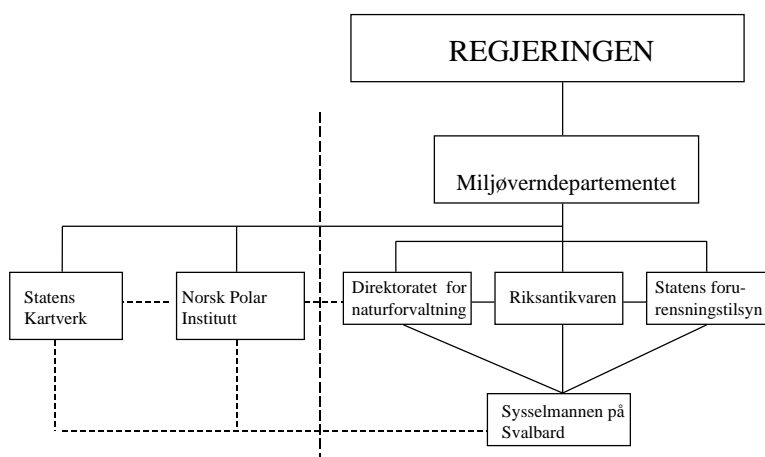 REGJERINGEN
Miljøverndepartementet
Statens
Kartverk
Norsk Polar
Institutt
Direktoratet for
naturforvaltning
Riksantikvaren
Statens foru-
rensningstilsyn
Sysselmannen på
Svalbard